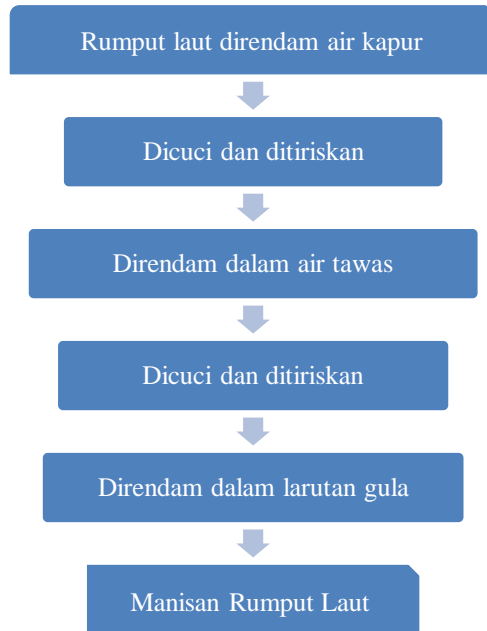 Rumput laut direndam air kapur
Dicuci dan ditiriskan
Direndam dalam air tawas
Dicuci dan ditiriskan
Direndam dalam larutan gula
Manisan Rumput Laut